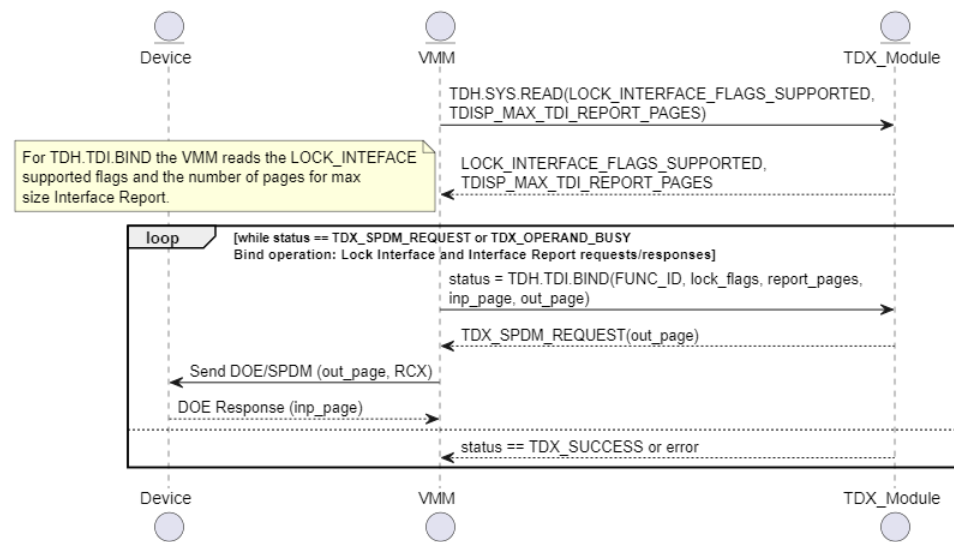 Device
VMM
TDX_Module
TDH.SYS.READ(LOCK_INTERFACE_FLAGS_SUPPORTED,
TDISP_MAX_TDI_REPORT_PAGES)
For TDH.TDI.BIND the VMM reads the LOCK_INTEFACE
supported flags and the number of pages for max
size Interface Report.
LOCK_INTERFACE_FLAGS_SUPPORTED,
TDISP_MAX_TDI_REPORT_PAGES
loop
[while status == TDX_SPDM_REQUEST or TDX_OPERAND_BUSY
Bind operation: Lock Interface and Interface Report requests/responses]
status = TDH.TDI.BIND(FUNC_ID, lock_flags, report_pages,
inp_page, out_page)
TDX_SPDM_REQUEST(out_page)
Send DOE/SPDM (out_page, RCX)
DOE Response (inp_page)
status == TDX_SUCCESS or error
Device
VMM
TDX_Module